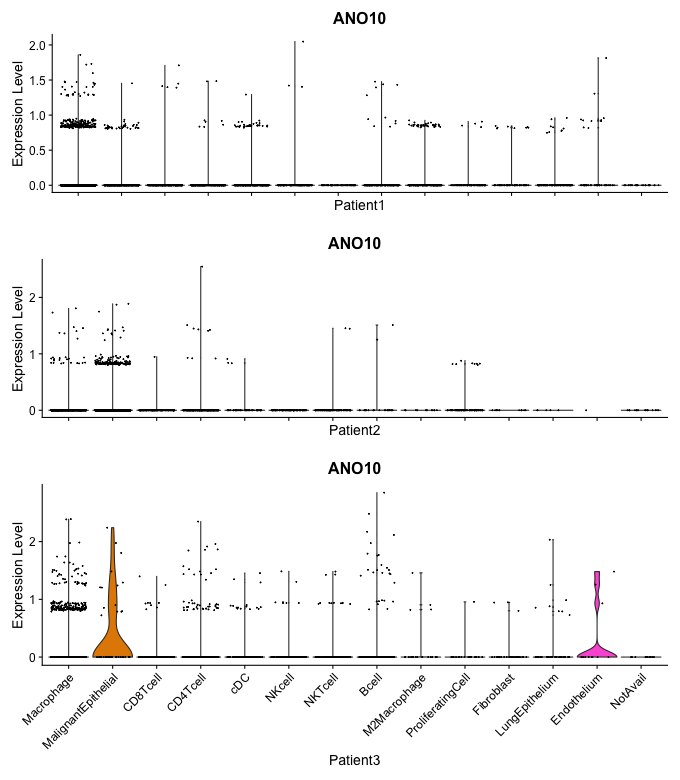 ANO10
Expression Level
2.0
1.5
1.0
0.5
0.0
Patient1
ANO10
Expression Level
2
1
0
Patient2
ANO10
Expression Level
2
1
0
Macrophage
MalignantEpithelial
CD8Tcell
CD4Tcell
cDC
NKcell
NKTcell
Bcell
M2Macrophage
ProliferatingCell
Fibroblast
LungEpithelium
Endothelium
NotAvail
Patient3